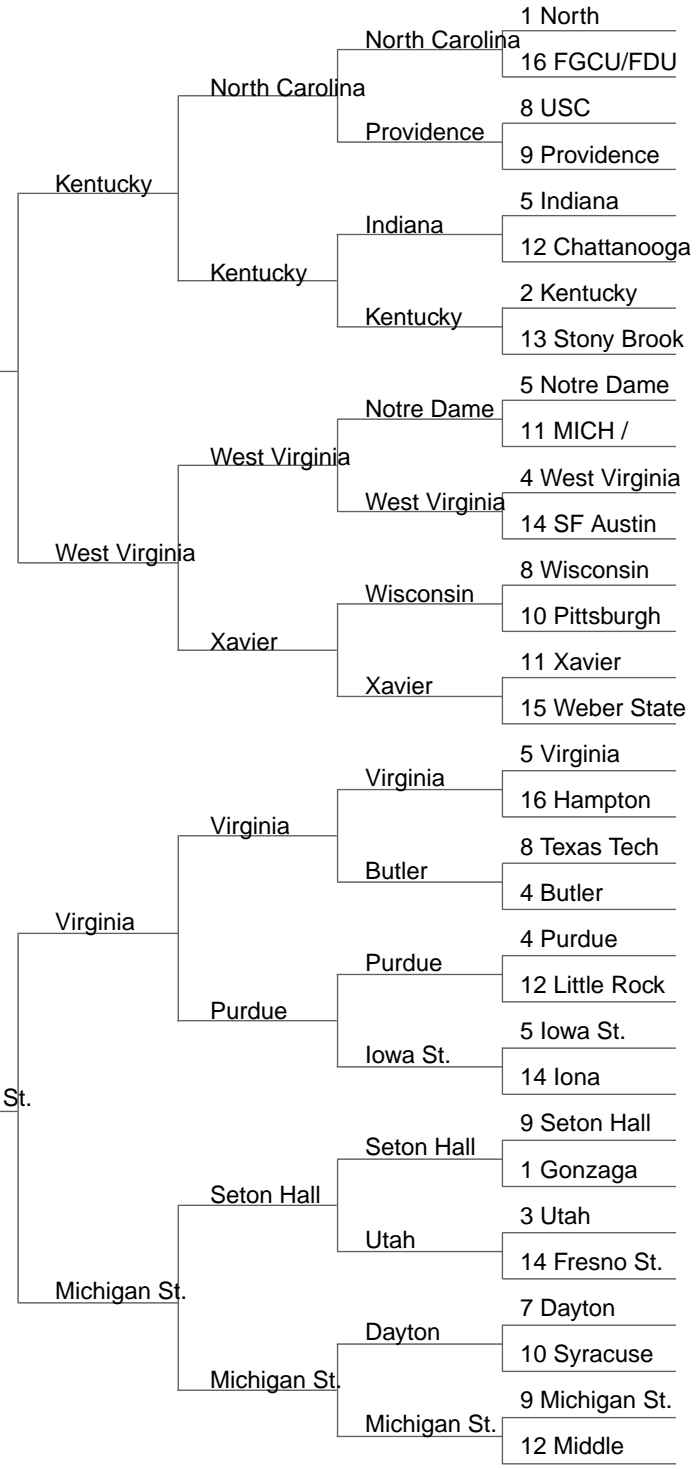 1 North
North Carolina
16 FGCU/FDU
North Carolina
8 USC
Providence
9 Providence
Kentucky
5 Indiana
Indiana
12 Chattanooga
Kentucky
2 Kentucky
Kentucky
13 Stony Brook
5 Notre Dame
Notre Dame
11 MICH /
West Virginia
4 West Virginia
West Virginia
14 SF Austin
West Virginia
8 Wisconsin
Wisconsin
10 Pittsburgh
Xavier
11 Xavier
Xavier
15 Weber State
5 Virginia
Virginia
16 Hampton
Virginia
8 Texas Tech
Butler
4 Butler
Virginia
4 Purdue
Purdue
12 Little Rock
Purdue
5 Iowa St.
Iowa St.
14 Iona
St.
9 Seton Hall
Seton Hall
1 Gonzaga
Seton Hall
3 Utah
Utah
14 Fresno St.
Michigan St.
7 Dayton
Dayton
10 Syracuse
Michigan St.
9 Michigan St.
Michigan St.
12 Middle